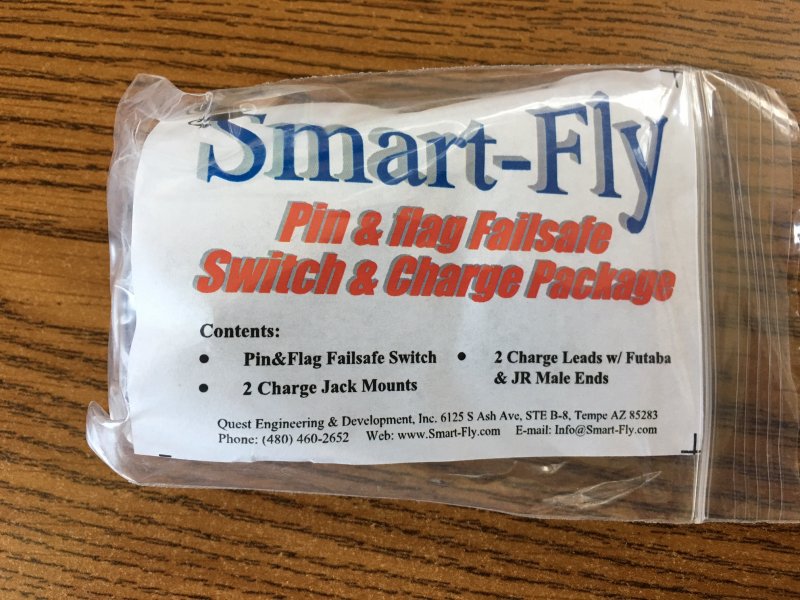 Smart-Fly
Pin & flag Failsafe
Switch & Charge Package
Contents:
• Pin&Flag Failsafe Switch
• 2 Charge Jack Mounts
• 2 Charge Leads w/ Futaba
& JR Male Ends
Quest Engineering & Development, Inc. 6125 S Ash Ave, STE B-8, Tempe AZ 85283
Phone: (480) 460-2652 Web: www.Smart-Fly.com E-mail: Info@Smart-Fly.com